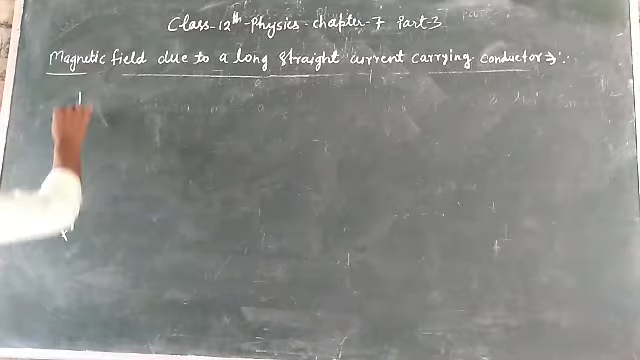 Class-12th-Physics-chapter-7 Part-3
Magnetic field due to a long straight current carrying conductor→:.